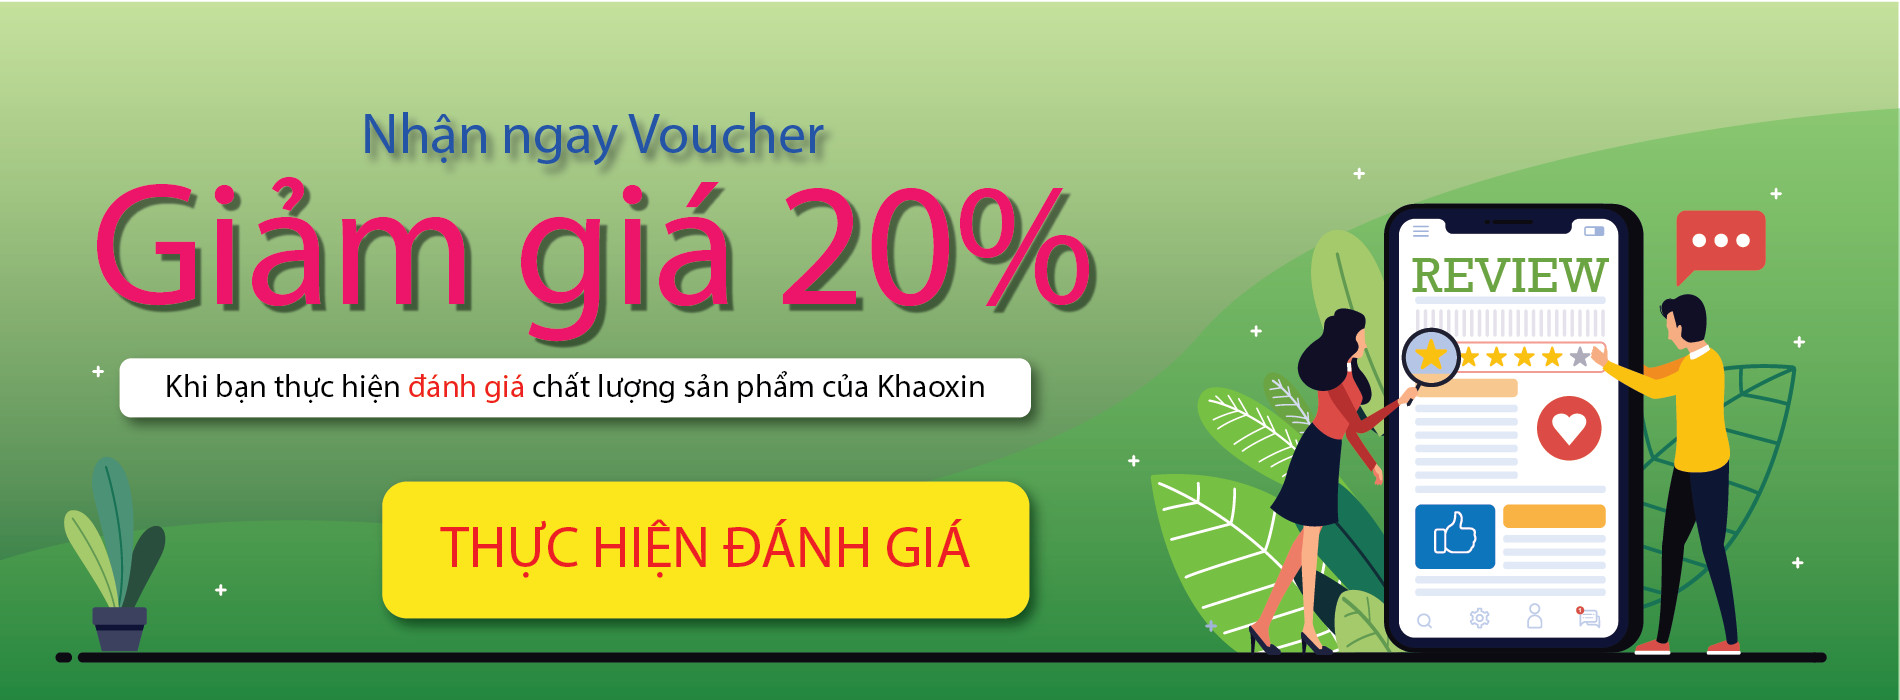 Nhận ngay Voucher
Giảm giá 20%
Khi bạn thực hiện đánh giá chất lượng sản phẩm của Khaoxin
THỰC HIỆN ĐÁNH GIÁ
REVIEW
1